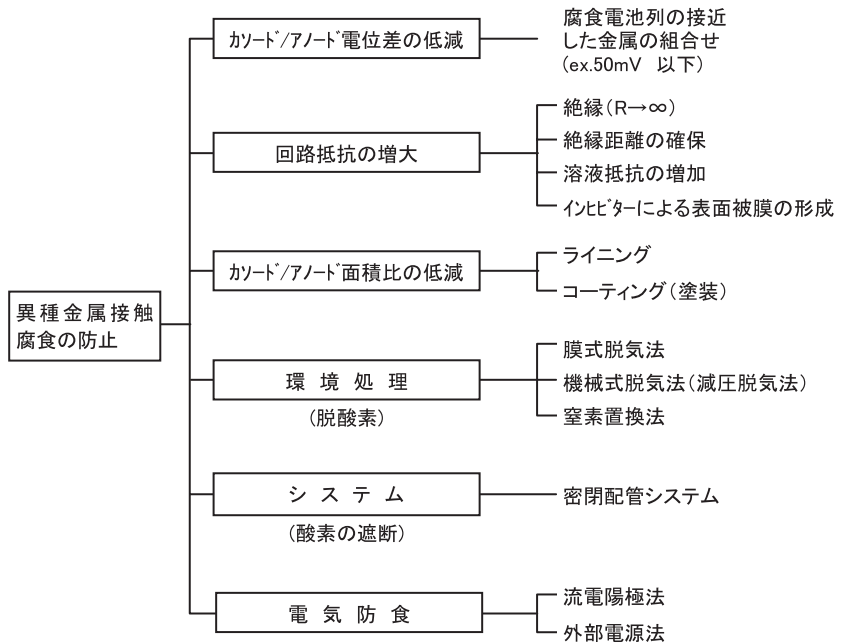 異種金属接触
腐食の防止
ｶｿｰﾄﾞ/ｱﾉｰﾄﾞ電位差の低減
腐食電池列の接近
した金属の組合せ
(ex.50mV 以下)
回路抵抗の増大
絶縁(R→∞)
絶縁距離の確保
溶液抵抗の増加
ｲﾝﾋﾋﾞﾀｰによる表面被膜の形成
ｶｿｰﾄﾞ/ｱﾉｰﾄﾞ面積比の低減
ライニング
コーティング(塗装)
環境処理
(脱酸素)
膜式脱気法
機械式脱気法(減圧脱気法)
窒素置換法
システム
(酸素の遮断)
密閉配管システム
電気防食
流電陽極法
外部電源法